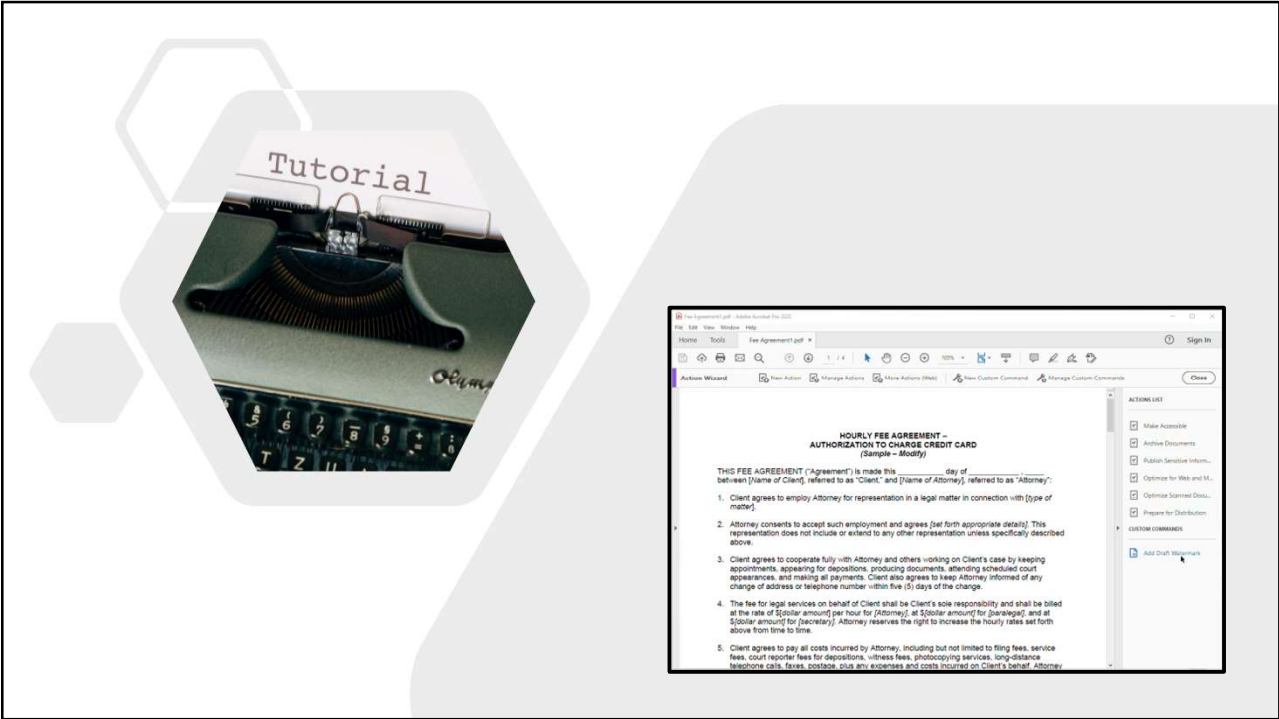 Tutorial
Olymp
5 6 7 8 9
T Z U
Fee Agreement1.pdf - Adobe Acrobat Pro 2020
File Edit View Window Help
Home Tools Fee Agreement1.pdf × Sign In
1 / 4 100%
Action Wizard New Action Manage Actions More Actions (Web) New Custom Command Manage Custom Commands Close
ACTIONS LIST
Make Accessible
Archive Documents
Publish Sensitive Inform...
Optimize for Web and M...
Optimize Scanned Docu...
Prepare for Distribution
CUSTOM COMMANDS
Add Draft Watermark
HOURLY FEE AGREEMENT –
AUTHORIZATION TO CHARGE CREDIT CARD
(Sample – Modify)
THIS FEE AGREEMENT ("Agreement") is made this ___________ day of ____________ , _____
between [Name of Client], referred to as "Client," and [Name of Attorney], referred to as "Attorney":
1. Client agrees to employ Attorney for representation in a legal matter in connection with [type of
matter].
2. Attorney consents to accept such employment and agrees [set forth appropriate details]. This
representation does not include or extend to any other representation unless specifically described
above.
3. Client agrees to cooperate fully with Attorney and others working on Client's case by keeping
appointments, appearing for depositions, producing documents, attending scheduled court
appearances, and making all payments. Client also agrees to keep Attorney informed of any
change of address or telephone number within five (5) days of the change.
4. The fee for legal services on behalf of Client shall be Client's sole responsibility and shall be billed
at the rate of $[dollar amount] per hour for [Attorney], at $[dollar amount] for [paralegal], and at
$[dollar amount] for [secretary]. Attorney reserves the right to increase the hourly rates set forth
above from time to time.
5. Client agrees to pay all costs incurred by Attorney, including but not limited to filing fees, service
fees, court reporter fees for depositions, witness fees, photocopying services, long-distance
telephone calls, faxes, postage, plus any expenses and costs incurred on Client's behalf. Attorney